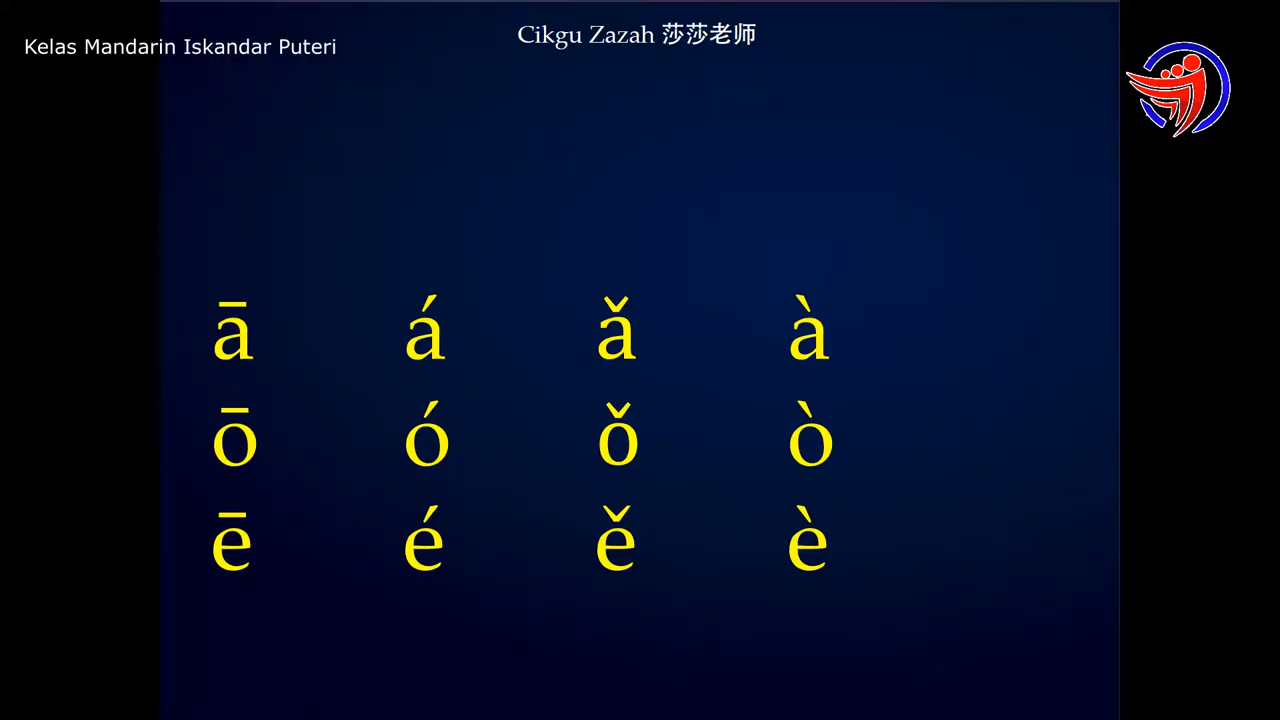 Cikgu Zazah 莎莎老师
Kelas Mandarin Iskandar Puteri
ā á ǎ à
ō ó ǒ ò
ē é ě è